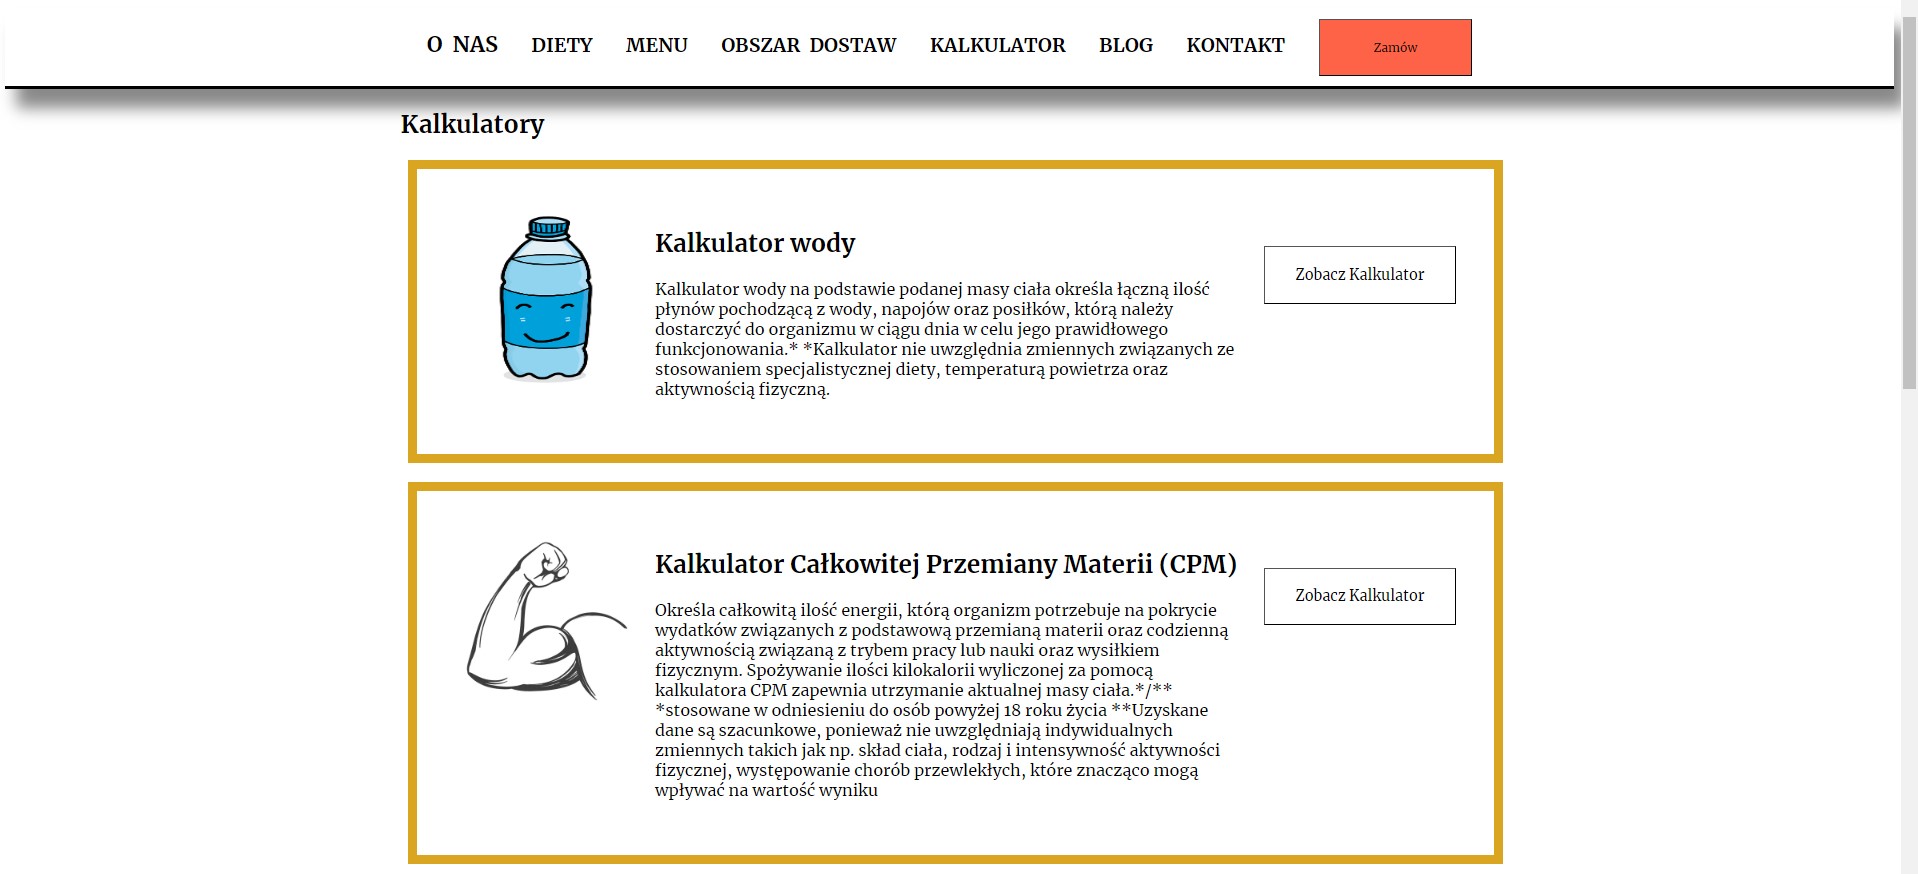 O NAS DIETY MENU OBSZAR DOSTAW KALKULATOR BLOG KONTAKT Zamów
Kalkulatory
Kalkulator wody
Zobacz Kalkulator
Kalkulator wody na podstawie podanej masy ciała określa łączną ilość
płynów pochodzącą z wody, napojów oraz posiłków, którą należy
dostarczyć do organizmu w ciągu dnia w celu jego prawidłowego
funkcjonowania.* *Kalkulator nie uwzględnia zmiennych związanych ze
stosowaniem specjalistycznej diety, temperaturą powietrza oraz
aktywnością fizyczną.
Kalkulator Całkowitej Przemiany Materii (CPM)
Zobacz Kalkulator
Określa całkowitą ilość energii, którą organizm potrzebuje na pokrycie
wydatków związanych z podstawową przemianą materii oraz codzienną
aktywnością związaną z trybem pracy lub nauki oraz wysiłkiem
fizycznym. Spożywanie ilości kilokalorii wyliczonej za pomocą
kalkulatora CPM zapewnia utrzymanie aktualnej masy ciała.*/**
*stosowane w odniesieniu do osób powyżej 18 roku życia **Uzyskane
dane są szacunkowe, ponieważ nie uwzględniają indywidualnych
zmiennych takich jak np. skład ciała, rodzaj i intensywność aktywności
fizycznej, występowanie chorób przewlekłych, które znacząco mogą
wpływać na wartość wyniku